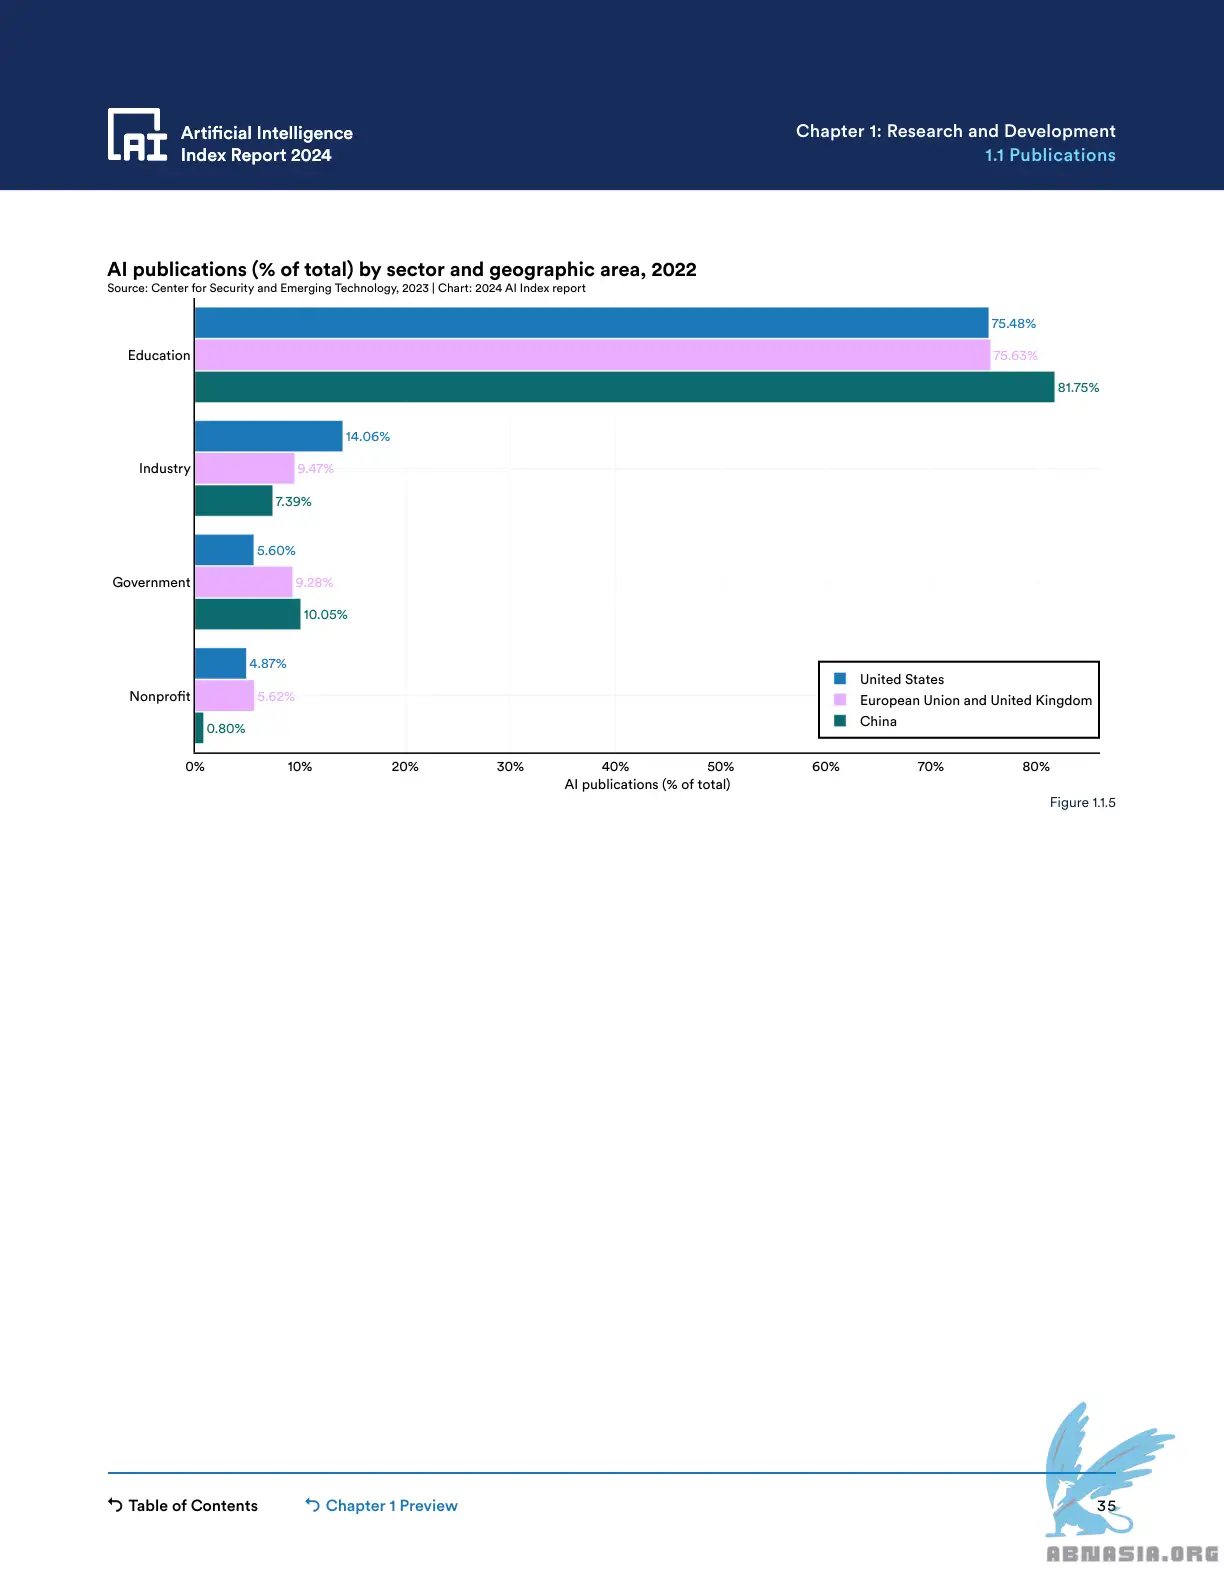 AI
Artificial Intelligence
Index Report 2024
Chapter 1: Research and Development
1.1 Publications
AI publications (% of total) by sector and geographic area, 2022
Source: Center for Security and Emerging Technology, 2023 | Chart: 2024 AI Index report
75.48%
Education
75.63%
81.75%
14.06%
Industry
9.47%
7.39%
5.60%
Government
9.28%
10.05%
4.87%
Nonprofit
5.62%
0.80%
United States
European Union and United Kingdom
China
0% 10% 20% 30% 40% 50% 60% 70% 80%
AI publications (% of total)
Figure 1.1.5
Table of Contents
Chapter 1 Preview
35
ABNASIA.ORG